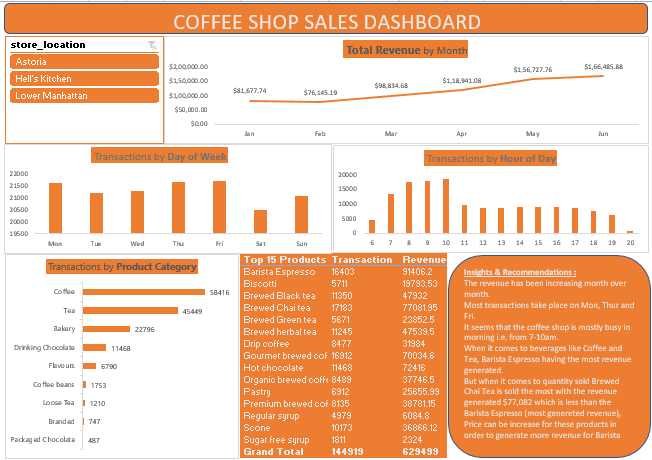 COFFEE SHOP SALES DASHBOARD
store_location
Astoria
Hell's Kitchen
Lower Manhattan
Total Revenue by Month
$2,00,000.00
$1,50,000.00
$1,00,000.00
$50,000.00
$0.00
$81,677.74
$76,145.19
$98,834.68
$1,18,941.08
$1,56,727.76
$1,66,485.88
Jan Feb Mar Apr May Jun
Transactions by Day of Week
22000
21500
21000
20500
20000
19500
Mon Tue Wed Thu Fri Sat Sun
Transactions by Hour of Day
20000
15000
10000
5000
0
6 7 8 9 10 11 12 13 14 15 16 17 18 19 20
Transactions by Product Category
Coffee 58416
Tea 45449
Bakery 22796
Drinking Chocolate 11468
Flavours 6790
Coffee beans 1753
Loose Tea 1210
Branded 747
Packaged Chocolate 487
Top 15 Products Transaction Revenue
Barista Espresso 16403 91406.2
Biscotti 5711 19793.53
Brewed Black tea 11350 47932
Brewed Chai tea 17183 77081.95
Brewed Green tea 5671 23852.5
Brewed herbal tea 11245 47539.5
Drip coffee 8477 31984
Gourmet brewed cof 16912 70034.6
Hot chocolate 11468 72416
Organic brewed coff 8489 37746.5
Pastry 6912 25655.99
Premium brewed cof 8135 38781.15
Regular syrup 4979 6084.8
Scone 10173 36866.12
Sugar free syrup 1811 2324
Grand Total 144919 629499
Insights & Recommendations :
The revenue has been increasing month over
month.
Most transactions take place on Mon, Thur and
Fri.
It seems that the coffee shop is mostly busy in
morning i.e. from 7-10am.
When it comes to beverages like Coffee and
Tea, Barista Espresso having the most revenue
generated.
But when it comes to quantity sold Brewed
Chai Tea is sold the most with the revenue
generated $77,082 which is less than the
Barista Espresso (most genereted revenue),
Price can be increase for these products in
order to generate more revenue for Barista